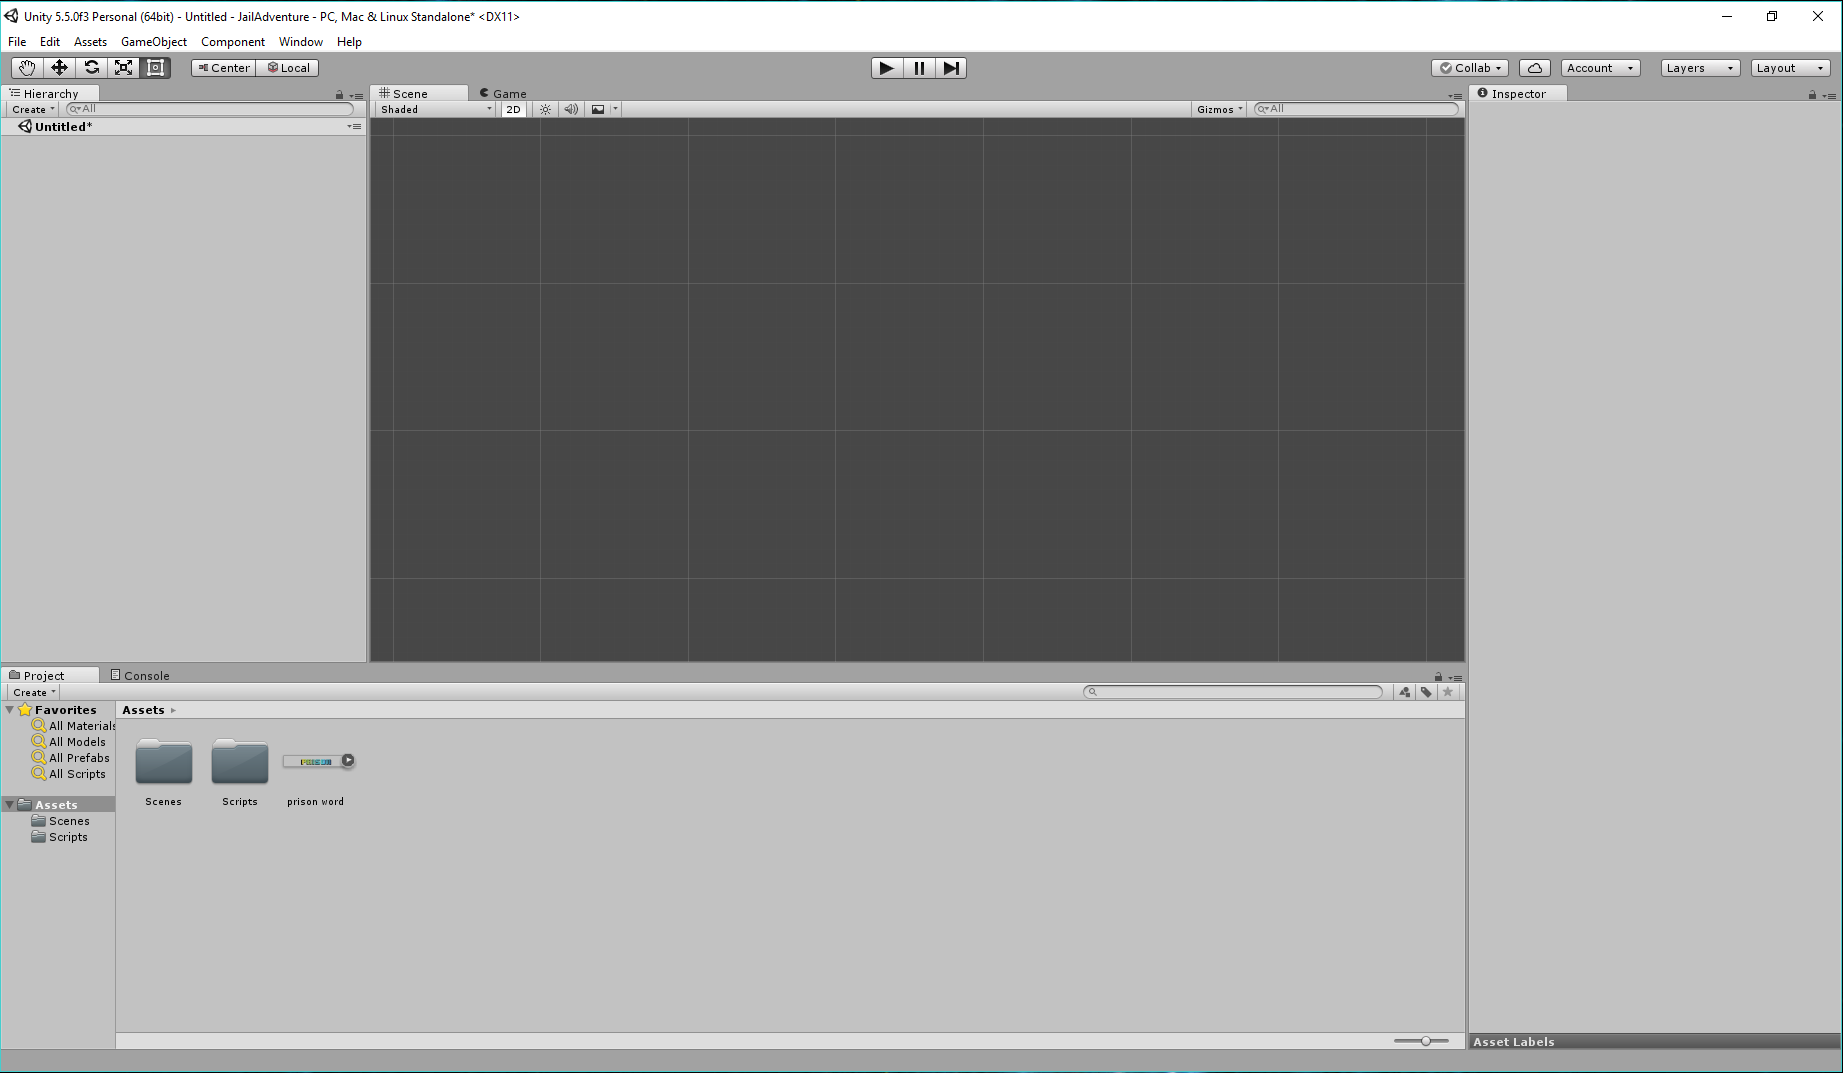 Unity 5.5.0f3 Personal (64bit) - Untitled - JailAdventure - PC, Mac & Linux Standalone* <DX11>
File Edit Assets GameObject Component Window Help
Center Local Collab Account Layers Layout
Hierarchy
Create All
Untitled*
Scene Game
Shaded 2D Gizmos All
Inspector
Project Console
Create
Favorites
All Materials
All Models
All Prefabs
All Scripts
Assets
Scenes
Scripts
Assets
PRISON
Scenes Scripts prison word
Asset Labels